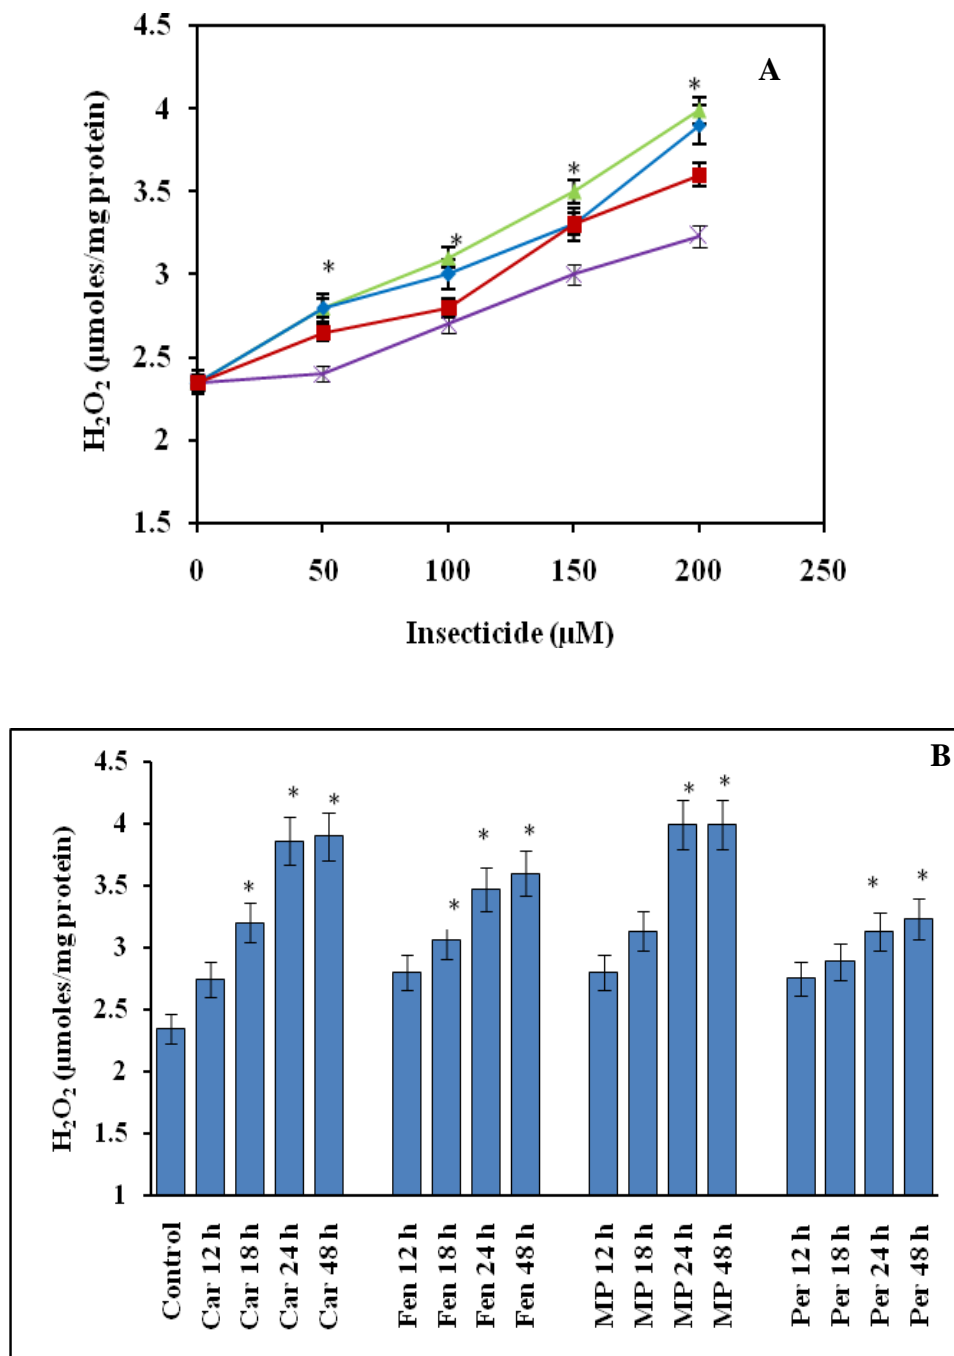 A
4.5
4
3.5
3
2.5
2
1.5
H₂O₂ (µmoles/mg protein)
* * * *
0 50 100 150 200 250
Insecticide (µM)
B
4.5
4
3.5
3
2.5
2
1.5
1
H₂O₂ (µmoles/mg protein)
* * * * * * * * * *
Control
Car 12 h
Car 18 h
Car 24 h
Car 48 h
Fen 12 h
Fen 18 h
Fen 24 h
Fen 48 h
MP 12 h
MP 18 h
MP 24 h
MP 48 h
Per 12 h
Per 18 h
Per 24 h
Per 48 h